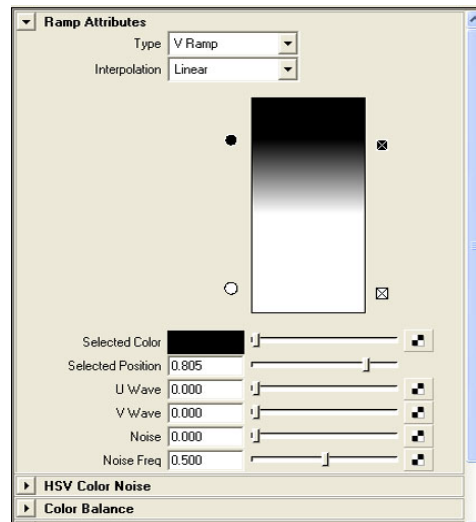 Ramp Attributes
Type V Ramp
Interpolation Linear
Selected Color
Selected Position 0.805
U Wave 0.000
V Wave 0.000
Noise 0.000
Noise Freq 0.500
HSV Color Noise
Color Balance